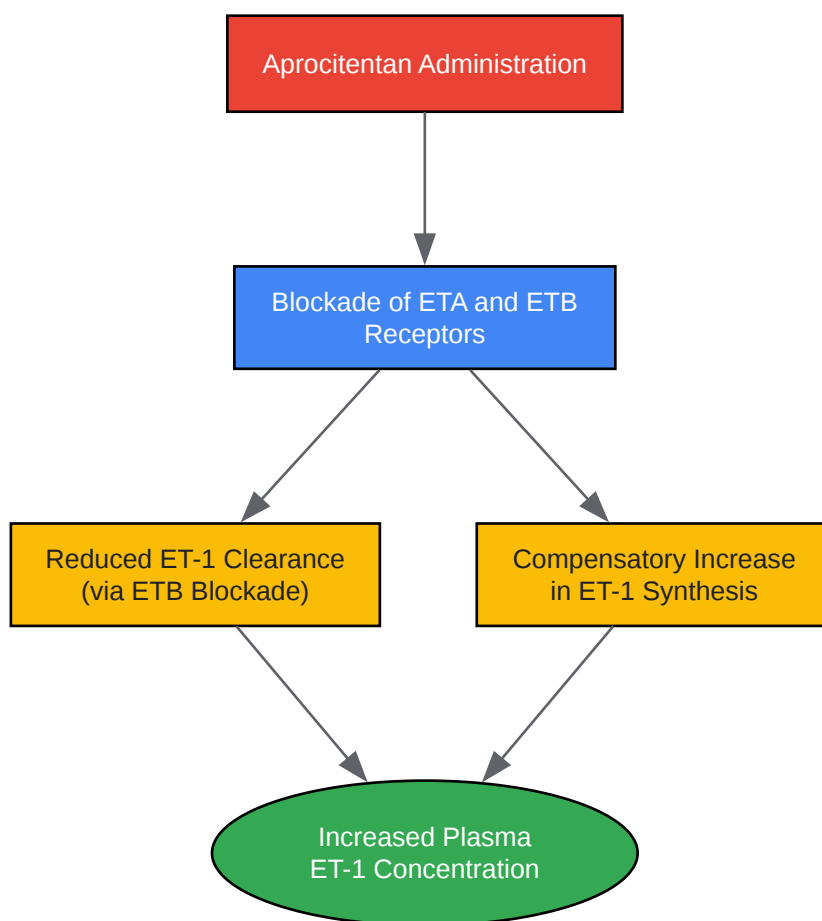 Aprocitentan Administration
Blockade of ETA and ETB
Receptors
Reduced ET-1 Clearance
(via ETB Blockade)
Compensatory Increase
in ET-1 Synthesis
Increased Plasma
ET-1 Concentration